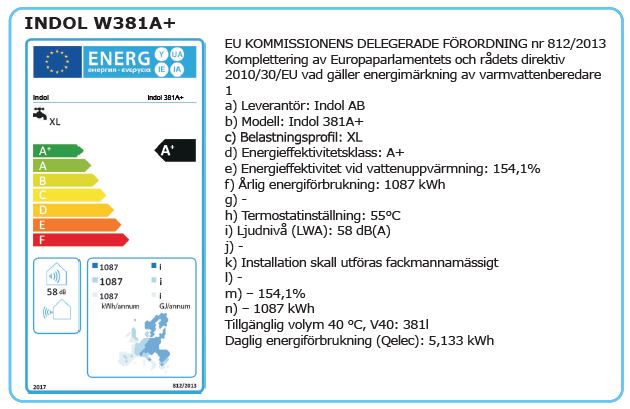 INDOL W381A+
ENERG
енергия · ενεργεια
Y UA
IE IA
Indol
Indol 381A+
XL
A+
A
B
C
D
E
F
A+
58 dB
1087 i
1087 i
1087 i
kWh/annum GJ/annum
2017
812/2013
EU KOMMISSIONENS DELEGERADE FÖRORDNING nr 812/2013
Komplettering av Europaparlamentets och rådets direktiv
2010/30/EU vad gäller energimärkning av varmvattenberedare
1
a) Leverantör: Indol AB
b) Modell: Indol 381A+
c) Belastningsprofil: XL
d) Energieffektivitetsklass: A+
e) Energieffektivitet vid vattenuppvärmning: 154,1%
f) Årlig energiförbrukning: 1087 kWh
g) -
h) Termostatinställning: 55°C
i) Ljudnivå (LWA): 58 dB(A)
j) -
k) Installation skall utföras fackmannamässigt
l) -
m) – 154,1%
n) – 1087 kWh
Tillgänglig volym 40 °C, V40: 381l
Daglig energiförbrukning (Qelec): 5,133 kWh